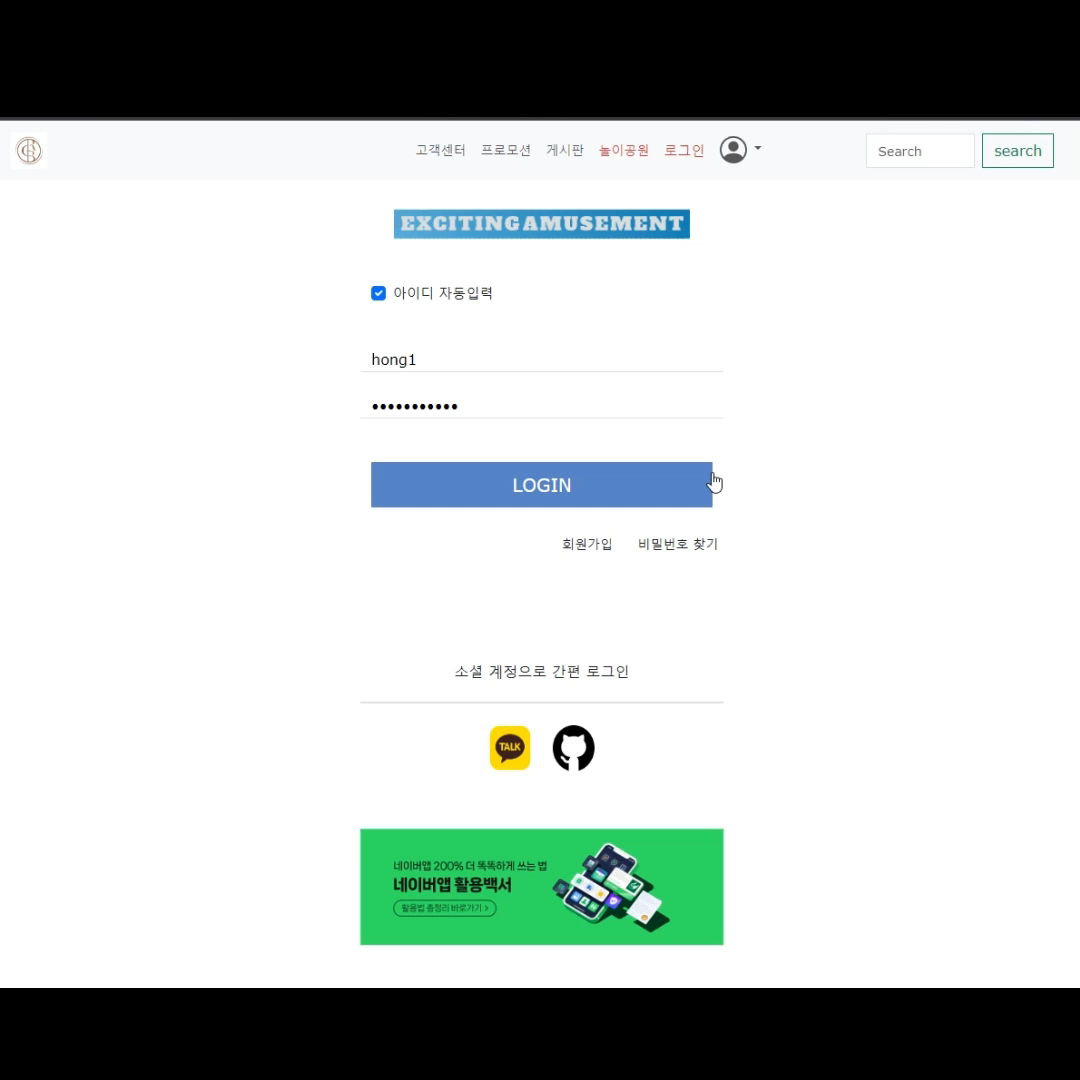 고객센터 프로모션 게시판 놀이공원 로그인 Search search
EXCITING AMUSEMENT
아이디 자동입력
hong1
•••••••••••
LOGIN
회원가입 비밀번호 찾기
소셜 계정으로 간편 로그인
TALK
네이버앱 200% 더 똑똑하게 쓰는 법
네이버앱 활용백서
활용법 총정리 바로가기 >